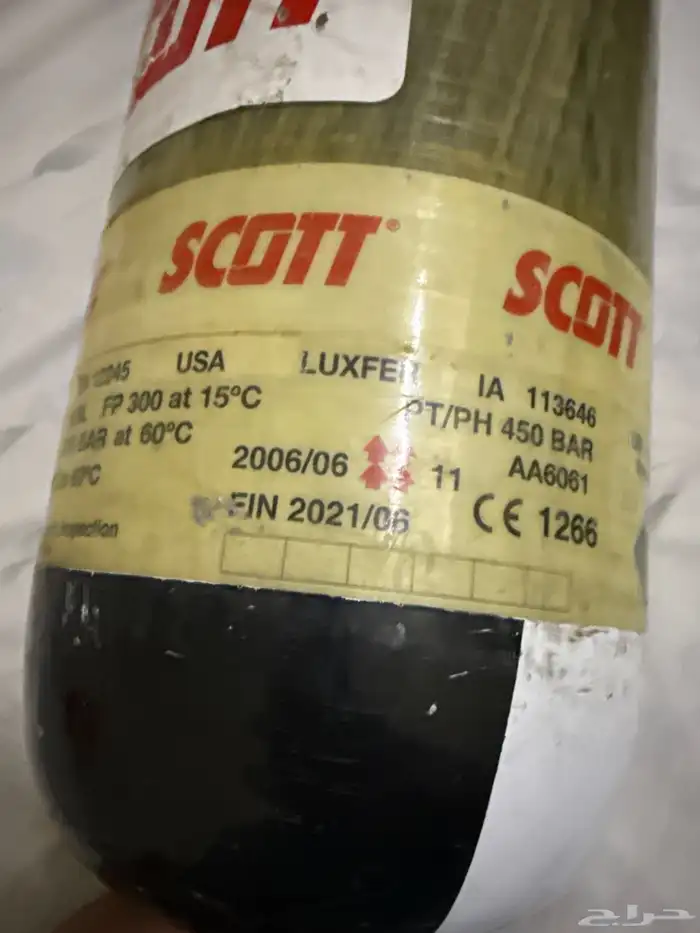 SCOTT® SCOTT
USA LUXFER IA 113646
FP 300 at 15°C PT/PH 450 BAR
BAR at 60°C 2006/06 11 AA6061
FIN 2021/06 CE 1266
حراج